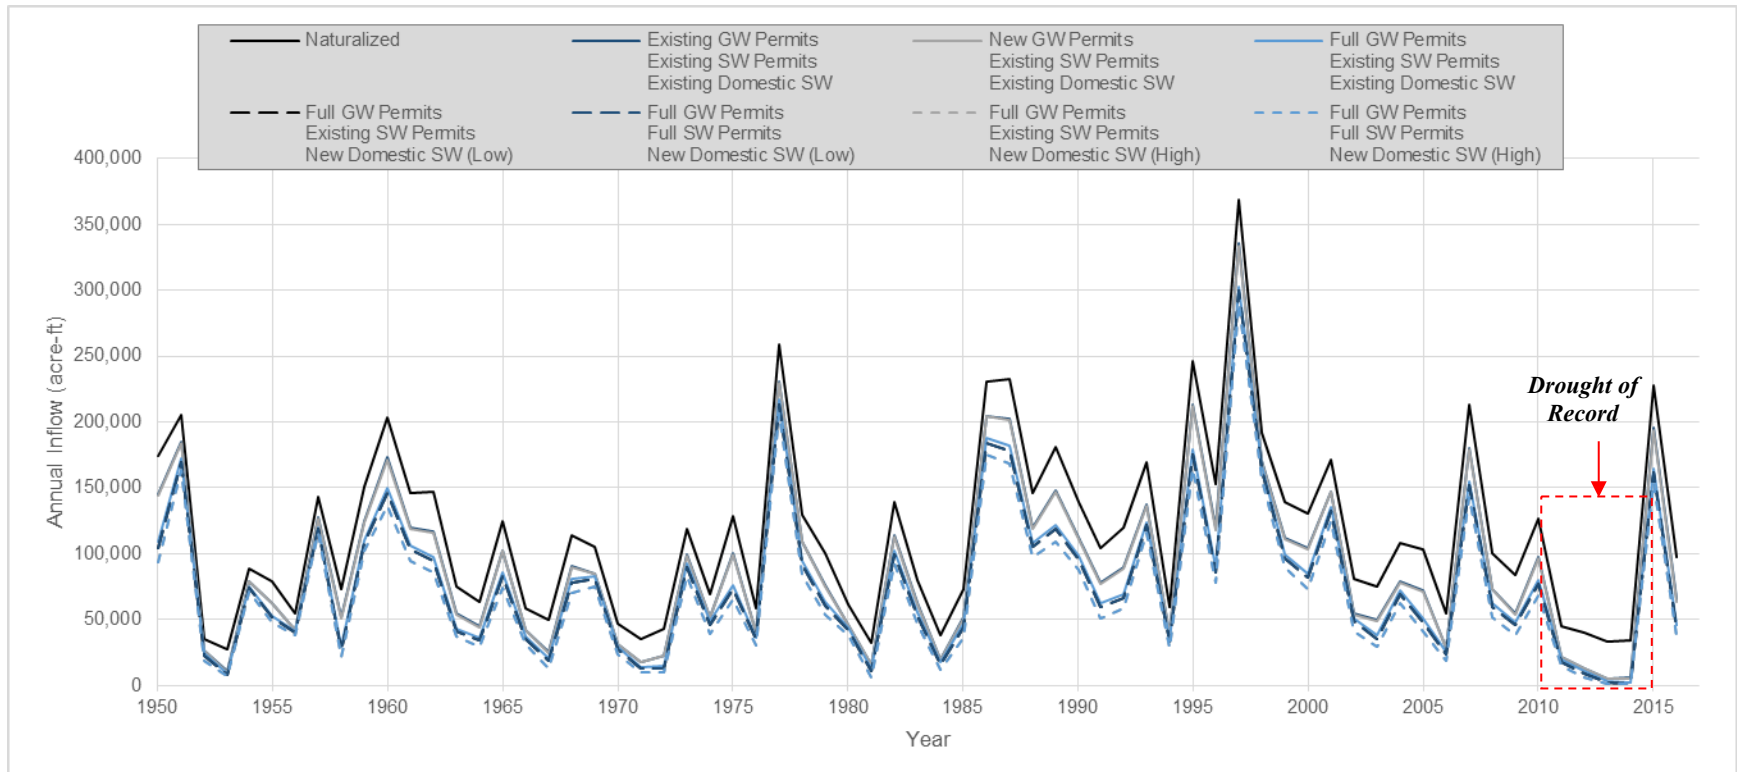 Naturalized
Existing GW Permits
Existing SW Permits
Existing Domestic SW
New GW Permits
Existing SW Permits
Existing Domestic SW
Full GW Permits
Existing SW Permits
Existing Domestic SW
Full GW Permits
Existing SW Permits
New Domestic SW (Low)
Full GW Permits
Full SW Permits
New Domestic SW (Low)
Full GW Permits
Existing SW Permits
New Domestic SW (High)
Full GW Permits
Full SW Permits
New Domestic SW (High)
400,000
350,000
300,000
250,000
200,000
150,000
100,000
50,000
0
Annual Inflow (acre-ft)
Drought of
Record
1950 1955 1960 1965 1970 1975 1980 1985 1990 1995 2000 2005 2010 2015
Year